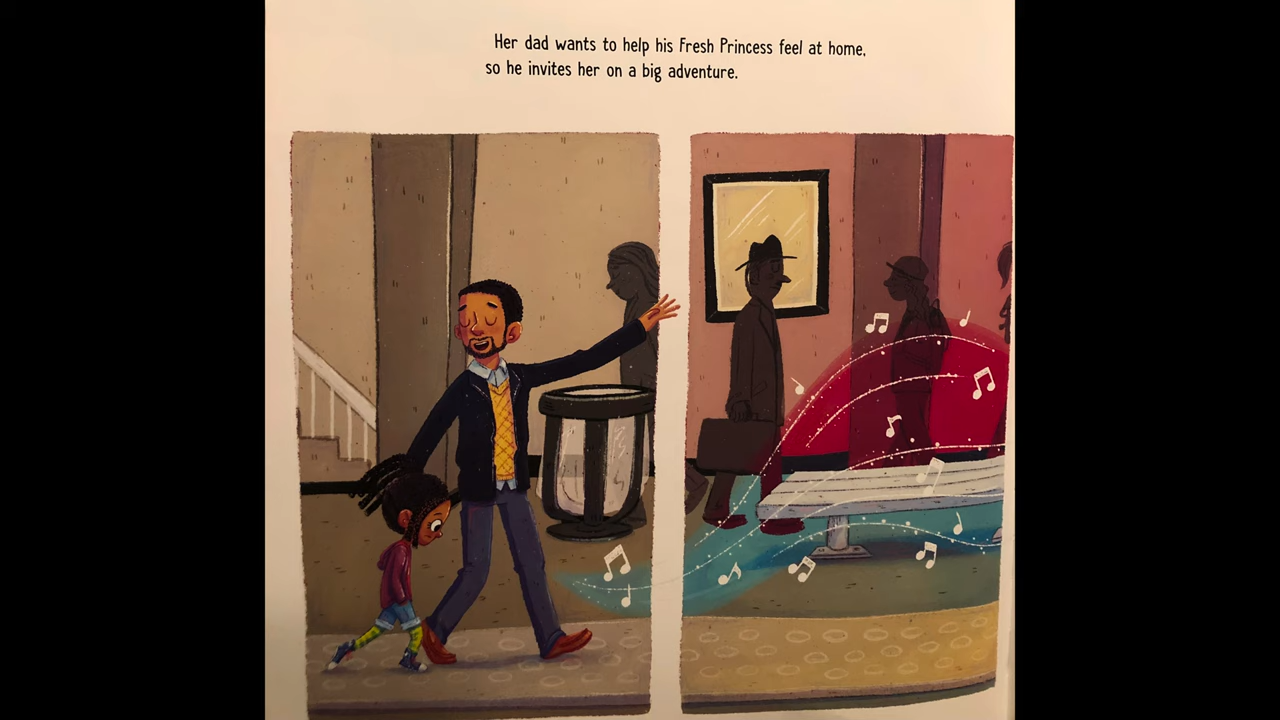 Her dad wants to help his Fresh Princess feel at home,
so he invites her on a big adventure.